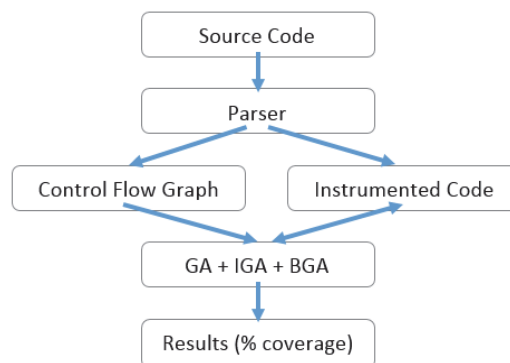 Source Code
Parser
Control Flow Graph
Instrumented Code
GA + IGA + BGA
Results (% coverage)